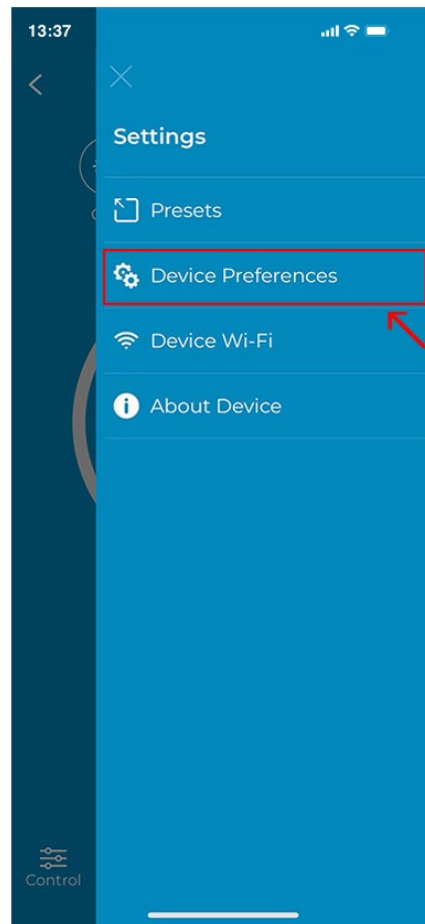 13:37
Settings
Presets
Device Preferences
Device Wi-Fi
About Device
Control